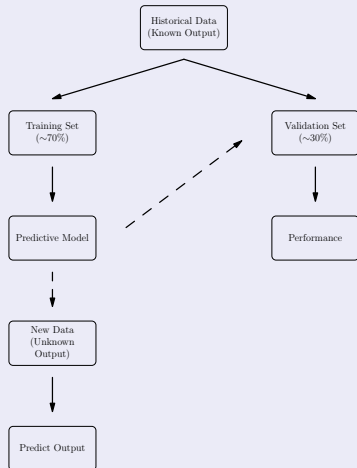 Historical Data
(Known Output)
Training Set
(~70%)
Validation Set
(~30%)
Predictive Model
Performance
New Data
(Unknown
Output)
Predict Output